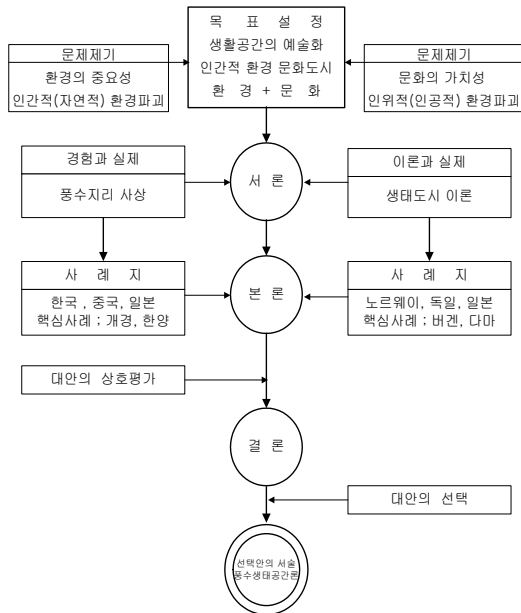 목 표 설 정
생활공간의 예술화
인간적 환경 문화도시
환 경 + 문 화
문제제기
환경의 중요성
인간적(자연적) 환경파괴
문제제기
문화의 가치성
인위적(인공적) 환경파괴
경험과 실제
풍수지리 사상
서 론
이론과 실제
생태도시 이론
사 례 지
한국 , 중국, 일본
핵심사례 ; 개경, 한양
본 론
사 례 지
노르웨이, 독일, 일본
핵심사례 ; 버겐, 다마
대안의 상호평가
결 론
대안의 선택
선택안의 서술
풍수생태공간론